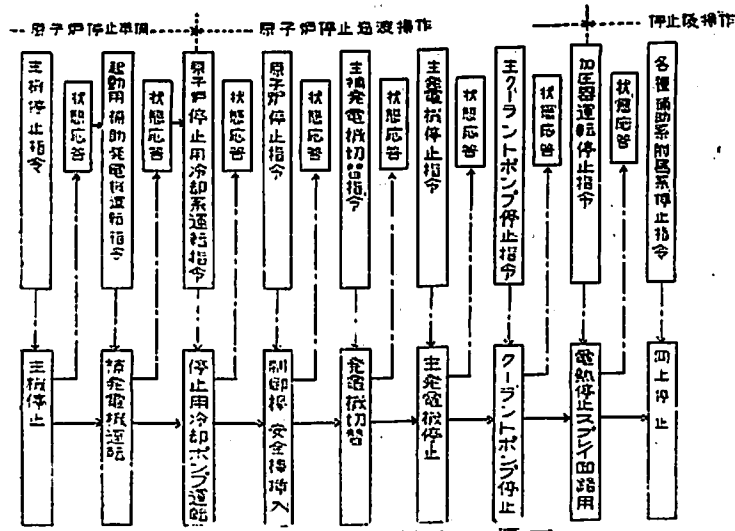 原子炉停止準備
原子炉停止過渡操作
停止後操作
主機停止指令
状態応答
起動用補助発電機運転指令
状態応答
原子炉停止用冷却系運転指令
状態応答
原子炉停止指令
状態応答
主補発電機切替指令
状態応答
主発電機停止指令
状態応答
主クーラントポンプ停止指令
状態応答
加圧器運転停止指令
状態応答
各種補助系附属系停止指令
主機停止
補発電機運転
停止用冷却ポンプ運転
制御棒安全棒挿入
発電機切替
主発電機停止
クーラントポンプ停止
電熱停止スプレイ回路用
同上停止